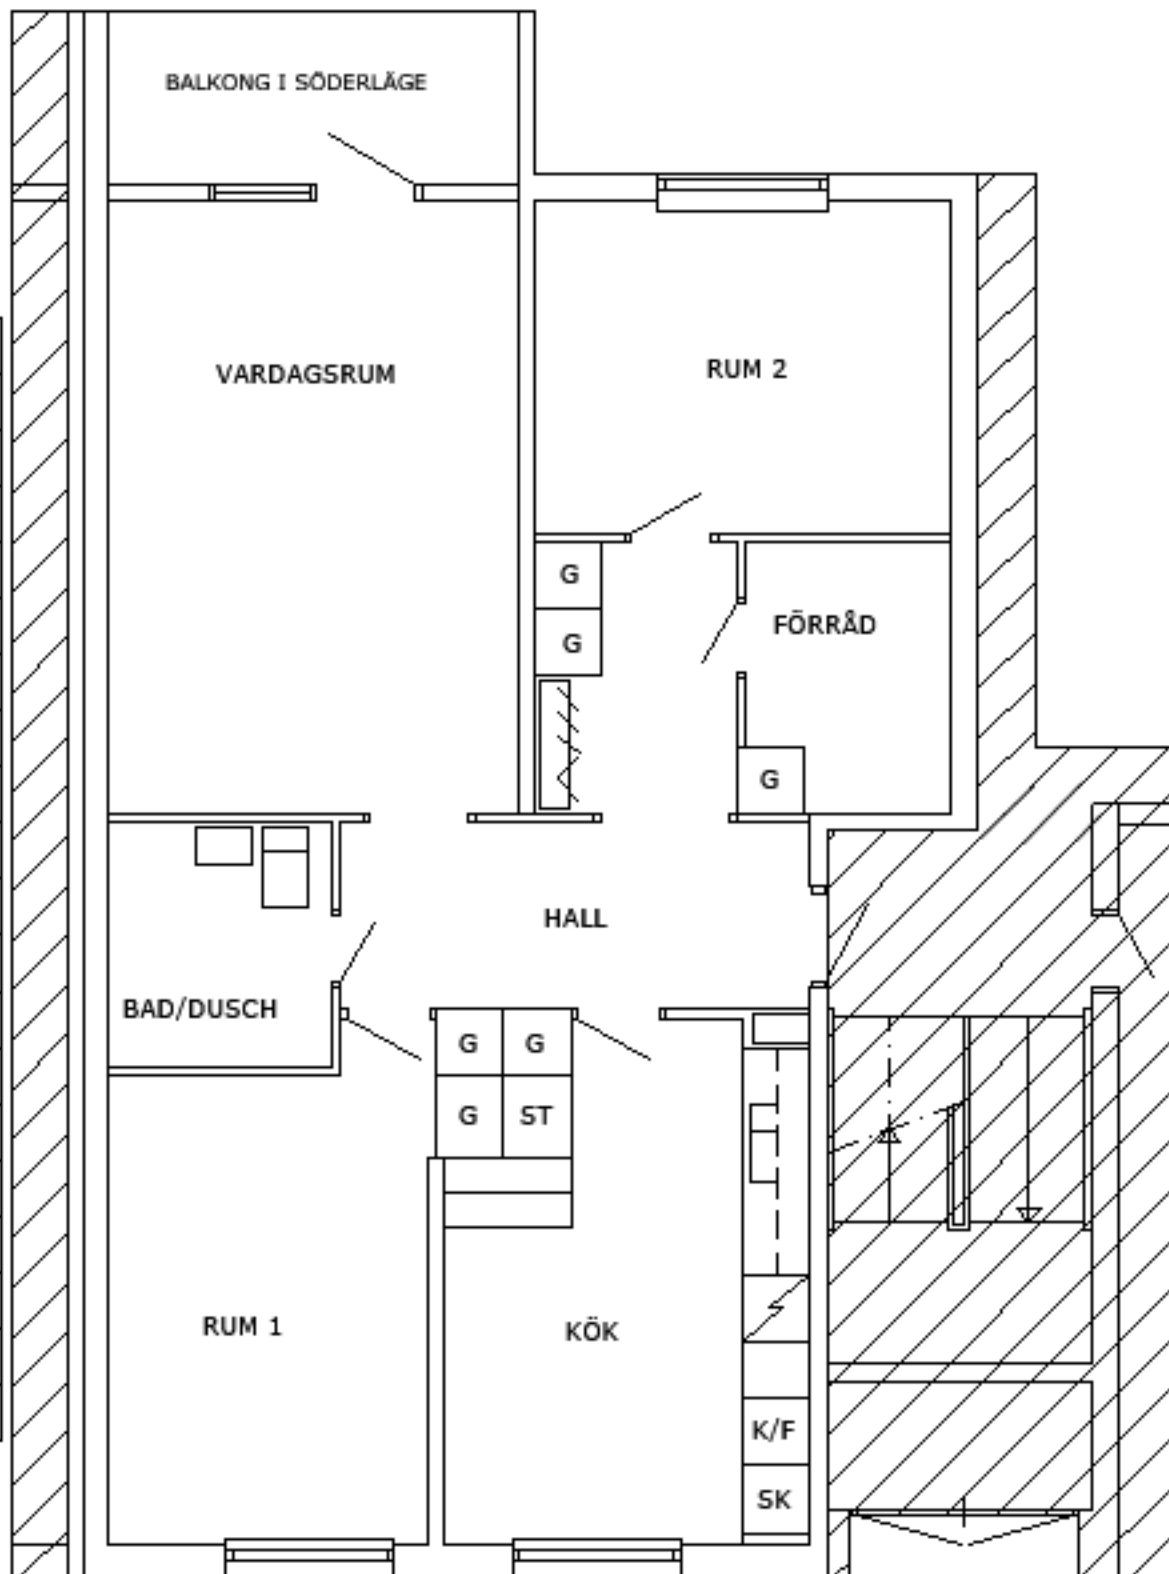 BALKONG I SÖDERLÄGE
VARDAGSRUM
RUM 2
G
G
FÖRRÅD
G
HALL
BAD/DUSCH
G G
G ST
RUM 1
KÖK
K/F
SK